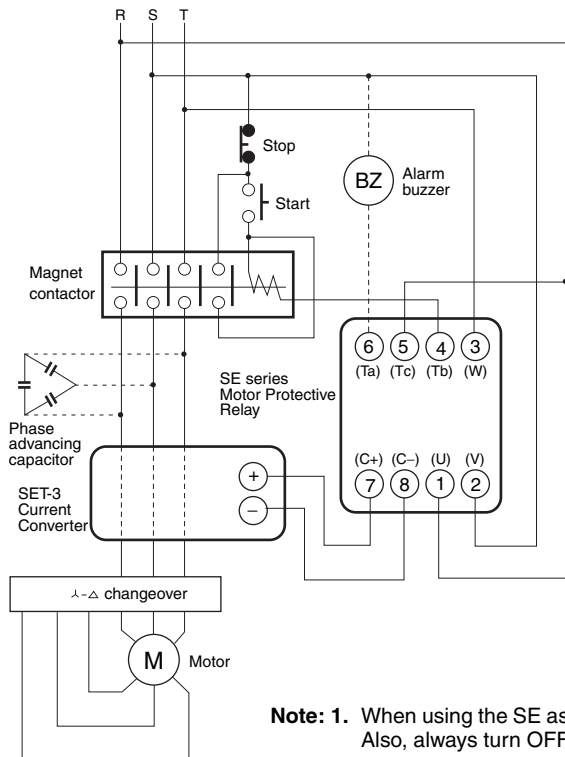 R S T
Stop
BZ Alarm
buzzer
Start
Magnet
contactor
6 5 4 3
(Ta) (Tc) (Tb) (W)
SE series
Motor Protective
Relay
Phase
advancing
capacitor
(C+) (C−) (U) (V)
7 8 1 2
+
−
SET-3
Current
Converter
⅄-△ changeover
M Motor
Note: 1. When using the SE as
Also, always turn OFF